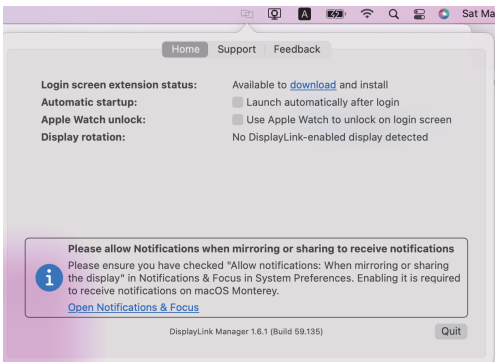 A Sat Ma
Home Support Feedback
Login screen extension status: Available to download and install
Automatic startup: Launch automatically after login
Apple Watch unlock: Use Apple Watch to unlock on login screen
Display rotation: No DisplayLink-enabled display detected
Please allow Notifications when mirroring or sharing to receive notifications
Please ensure you have checked "Allow notifications: When mirroring or sharing
the display" in Notifications & Focus in System Preferences. Enabling it is required
to receive notifications on macOS Monterey.
Open Notifications & Focus
DisplayLink Manager 1.6.1 (Build 59.135) Quit